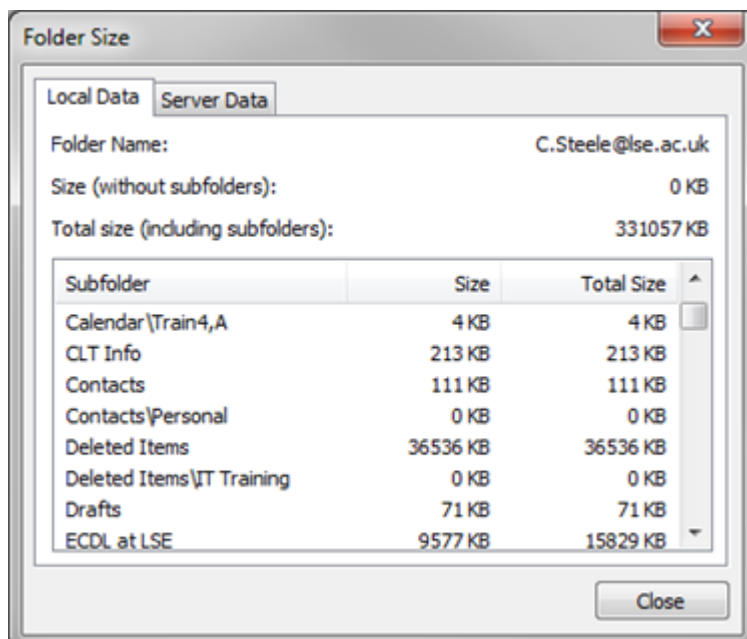 Folder Size
Local Data Server Data
Folder Name: C.Steele@lse.ac.uk
Size (without subfolders): 0 KB
Total size (including subfolders): 331057 KB
Subfolder Size Total Size
Calendar\Train4,A 4 KB 4 KB
CLT Info 213 KB 213 KB
Contacts 111 KB 111 KB
Contacts\Personal 0 KB 0 KB
Deleted Items 36536 KB 36536 KB
Deleted Items\IT Training 0 KB 0 KB
Drafts 71 KB 71 KB
ECDL at LSE 9577 KB 15829 KB
Close